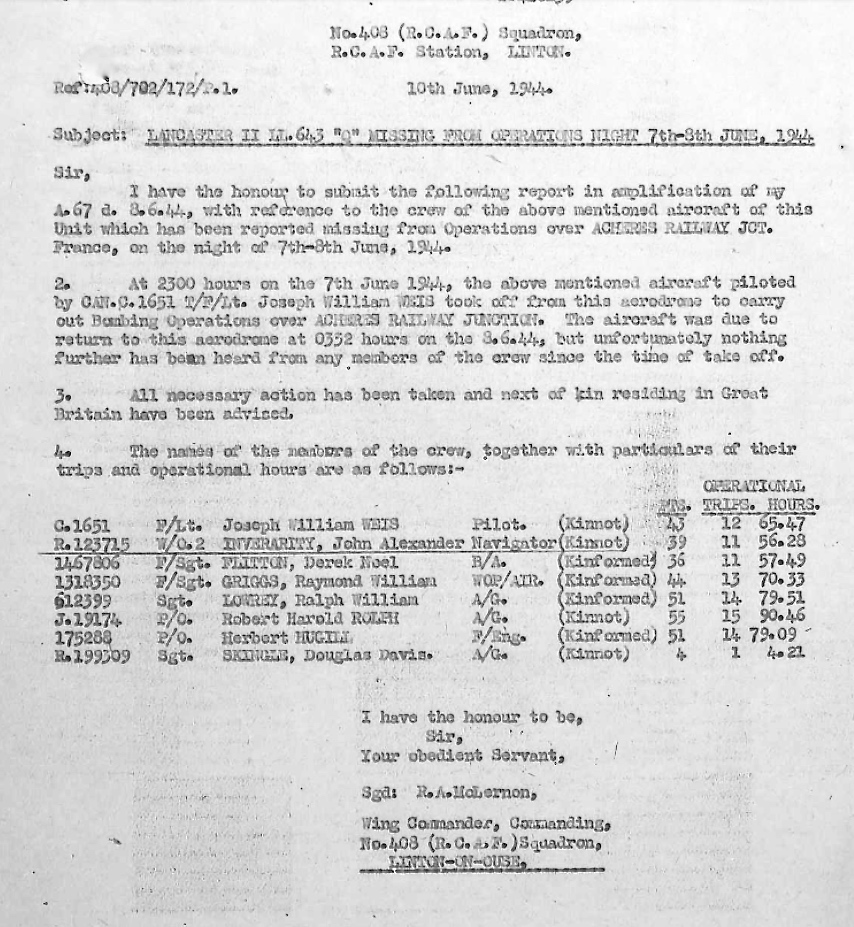 No.408 (R.C.A.F.) Squadron,
R.C.A.F. Station, LINTON.
Ref:408/702/172/P.1.
10th June, 1944.
Subject: LANCASTER II LL.643 "Q" MISSING FROM OPERATIONS NIGHT 7th-8th JUNE, 1944
Sir,
I have the honour to submit the following report in amplification of my
A.67 d. 8.6.44, with reference to the crew of the above mentioned aircraft of this
Unit which has been reported missing from Operations over ACHERES RAILWAY JCT.
France, on the night of 7th-8th June, 1944.
2. At 2300 hours on the 7th June 1944, the above mentioned aircraft piloted
by CAN.C.1651 T/F/Lt. Joseph William WEIS took off from this aerodrome to carry
out Bombing Operations over ACHERES RAILWAY JUNCTION. The aircraft was due to
return to this aerodrome at 0352 hours on the 8.6.44, but unfortunately nothing
further has been heard from any members of the crew since the time of take off.
3. All necessary action has been taken and next of kin residing in Great
Britain have been advised.
4. The names of the members of the crew, together with particulars of their
trips and operational hours are as follows:-
OPERATIONAL
PTS. TRIPS. HOURS.
C.1651 F/Lt. Joseph William WEIS Pilot. (Kinnot) 43 12 65.47
R.123715 W/O.2 INVERARITY, John Alexander Navigator(Kinnot) 39 11 56.28
1467806 F/Sgt. FLITTON, Derek Noel B/A. (Kinformed) 36 11 57.49
1318350 F/Sgt. GRIGGS, Raymond William WOP/AIR. (Kinformed) 44 13 70.33
612399 Sgt. LOWREY, Ralph William A/G. (Kinformed) 51 14 79.51
J.19174 P/O. Robert Harold ROLPH A/G. (Kinnot) 55 15 90.46
175288 P/O. Herbert HUGILL F/Eng. (Kinformed) 51 14 79.09
R.199309 Sgt. SKINGLE, Douglas Davis. A/G. (Kinnot) 4 1 4.21
I have the honour to be,
Sir,
Your obedient Servant,
Sgd: R.A.McLernon,
Wing Commander, Commanding,
No.408 (R.C.A.F.)Squadron,
LINTON-ON-OUSE.